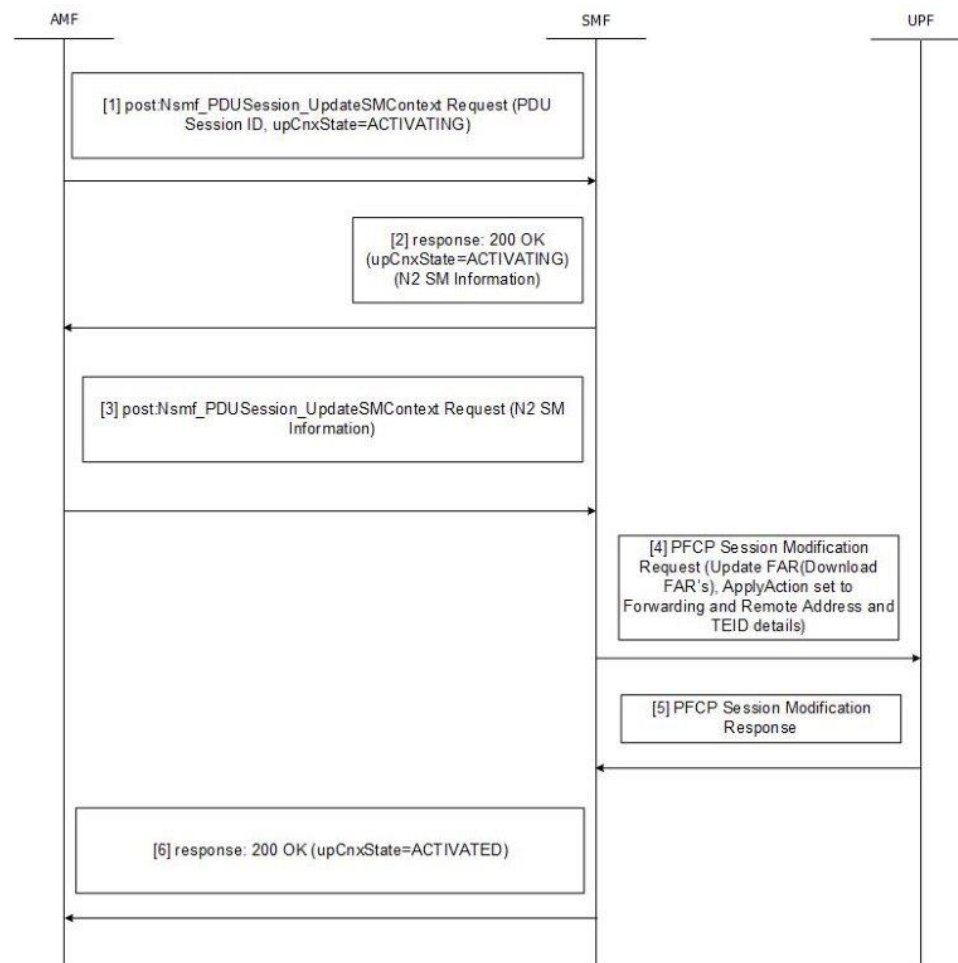 AMF
SMF
UPF
[1] post:Nsmf_PDUSession_UpdateSMContext Request (PDU
Session ID, upCnxState=ACTIVATING)
[2] response: 200 OK
(upCnxState=ACTIVATING)
(N2 SM Information)
[3] post:Nsmf_PDUSession_UpdateSMContext Request (N2 SM
Information)
[4] PFCP Session Modification
Request (Update FAR(Download
FAR's), ApplyAction set to
Forwarding and Remote Address and
TEID details)
[5] PFCP Session Modification
Response
[6] response: 200 OK (upCnxState=ACTIVATED)